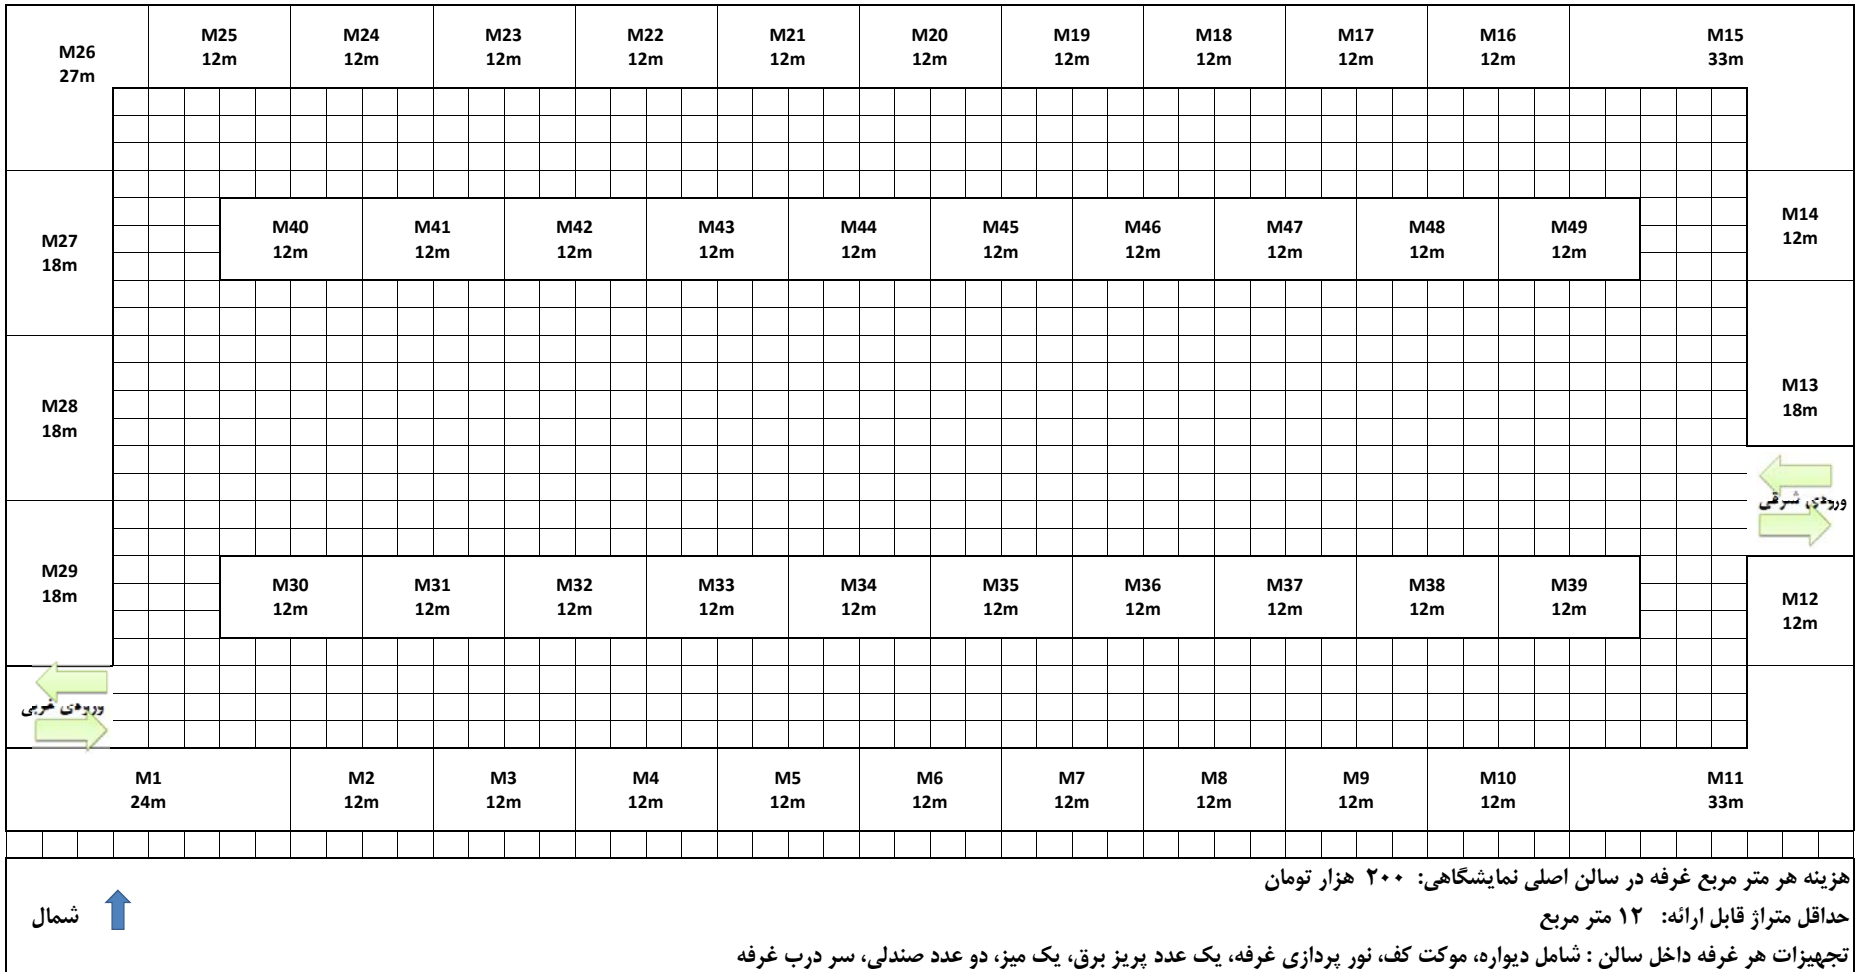 M26
27m
M25
12m
M24
12m
M23
12m
M22
12m
M21
12m
M20
12m
M19
12m
M18
12m
M17
12m
M16
12m
M15
33m
M27
18m
M40
12m
M41
12m
M42
12m
M43
12m
M44
12m
M45
12m
M46
12m
M47
12m
M48
12m
M49
12m
M14
12m
M28
18m
M13
18m
ورودی شرقی
M29
18m
M30
12m
M31
12m
M32
12m
M33
12m
M34
12m
M35
12m
M36
12m
M37
12m
M38
12m
M39
12m
M12
12m
ورودی غربی
M1
24m
M2
12m
M3
12m
M4
12m
M5
12m
M6
12m
M7
12m
M8
12m
M9
12m
M10
12m
M11
33m
هزینه هر متر مربع غرفه در سالن اصلی نمایشگاهی: ۲۰۰ هزار تومان
حداقل متراژ قابل ارائه: ۱۲ متر مربع
شمال
تجهیزات هر غرفه داخل سالن : شامل دیواره، موکت کف، نور پردازی غرفه، یک عدد پریز برق، یک میز، دو عدد صندلی، سر درب غرفه